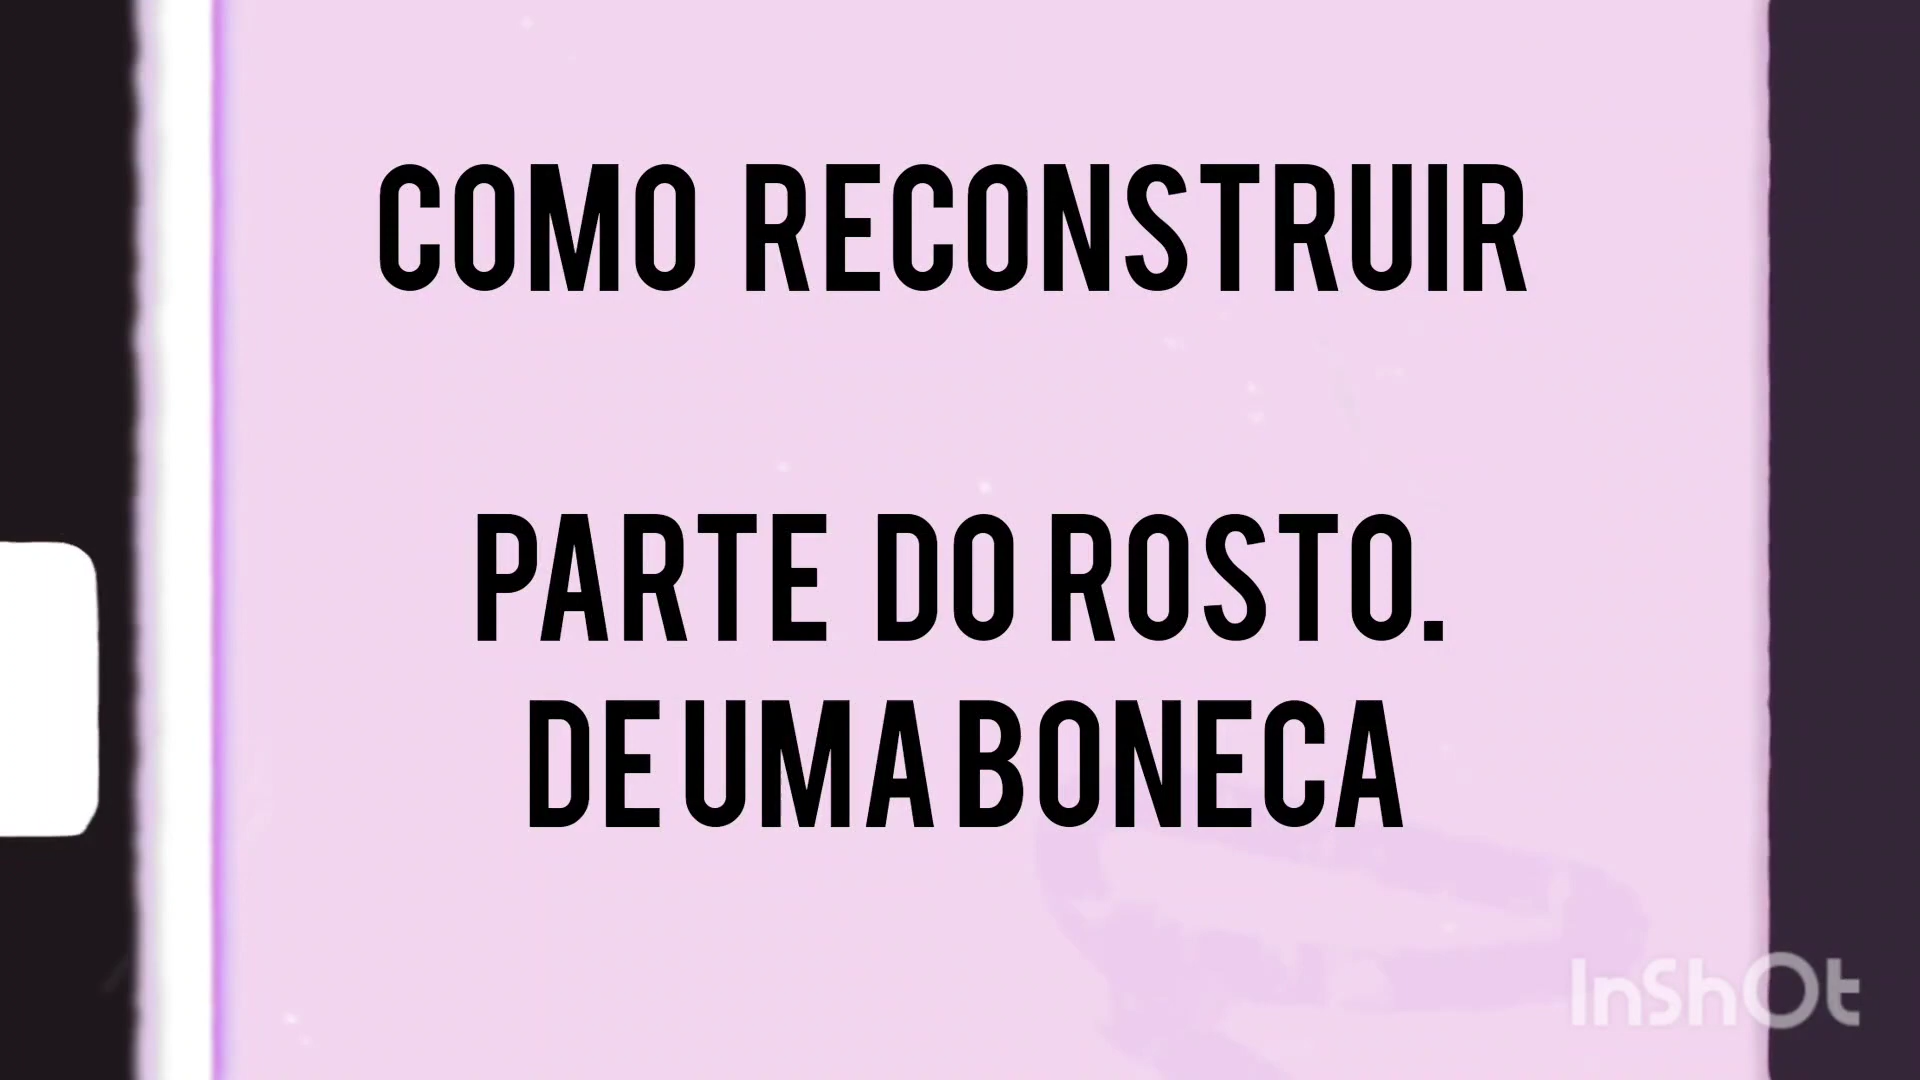 COMO RECONSTRUIR
PARTE DO ROSTO.
DE UMA BONECA
InShOt